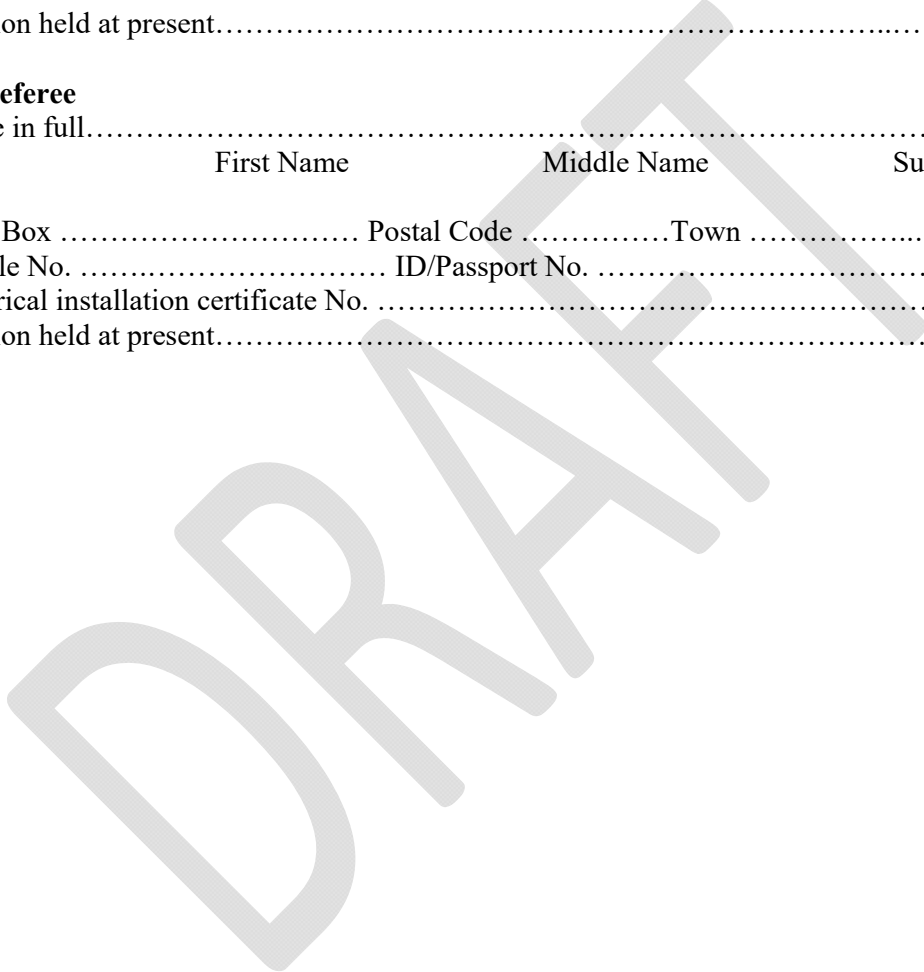 on held at present……………………………………………………………..…
eferee
e in full…………………………………………………………………………
First Name Middle Name Su
Box ………………………… Postal Code ……………Town ……………..
le No. …….…………………… ID/Passport No. ……………………………
rical installation certificate No. ………………………………………………
on held at present………………………………………………………………
DRAFT